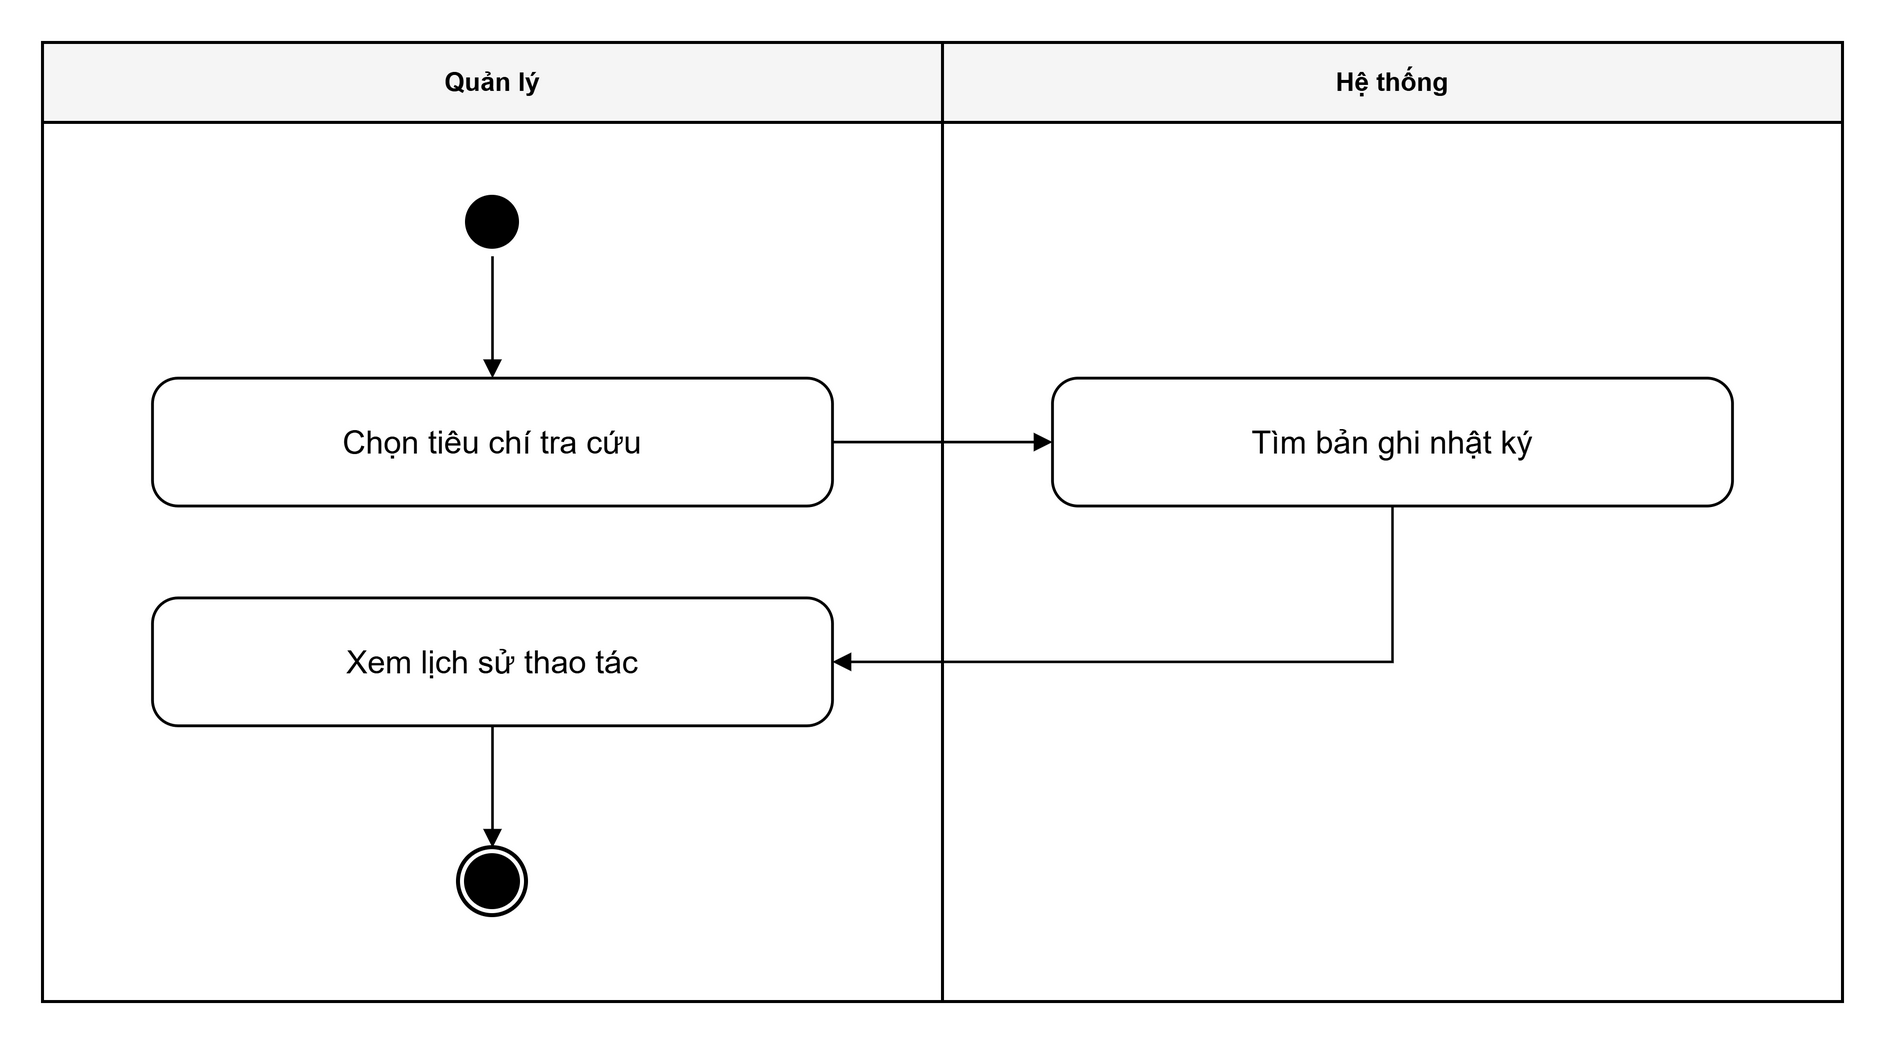 Quản lý
Hệ thống
Chọn tiêu chí tra cứu
Tìm bản ghi nhật ký
Xem lịch sử thao tác